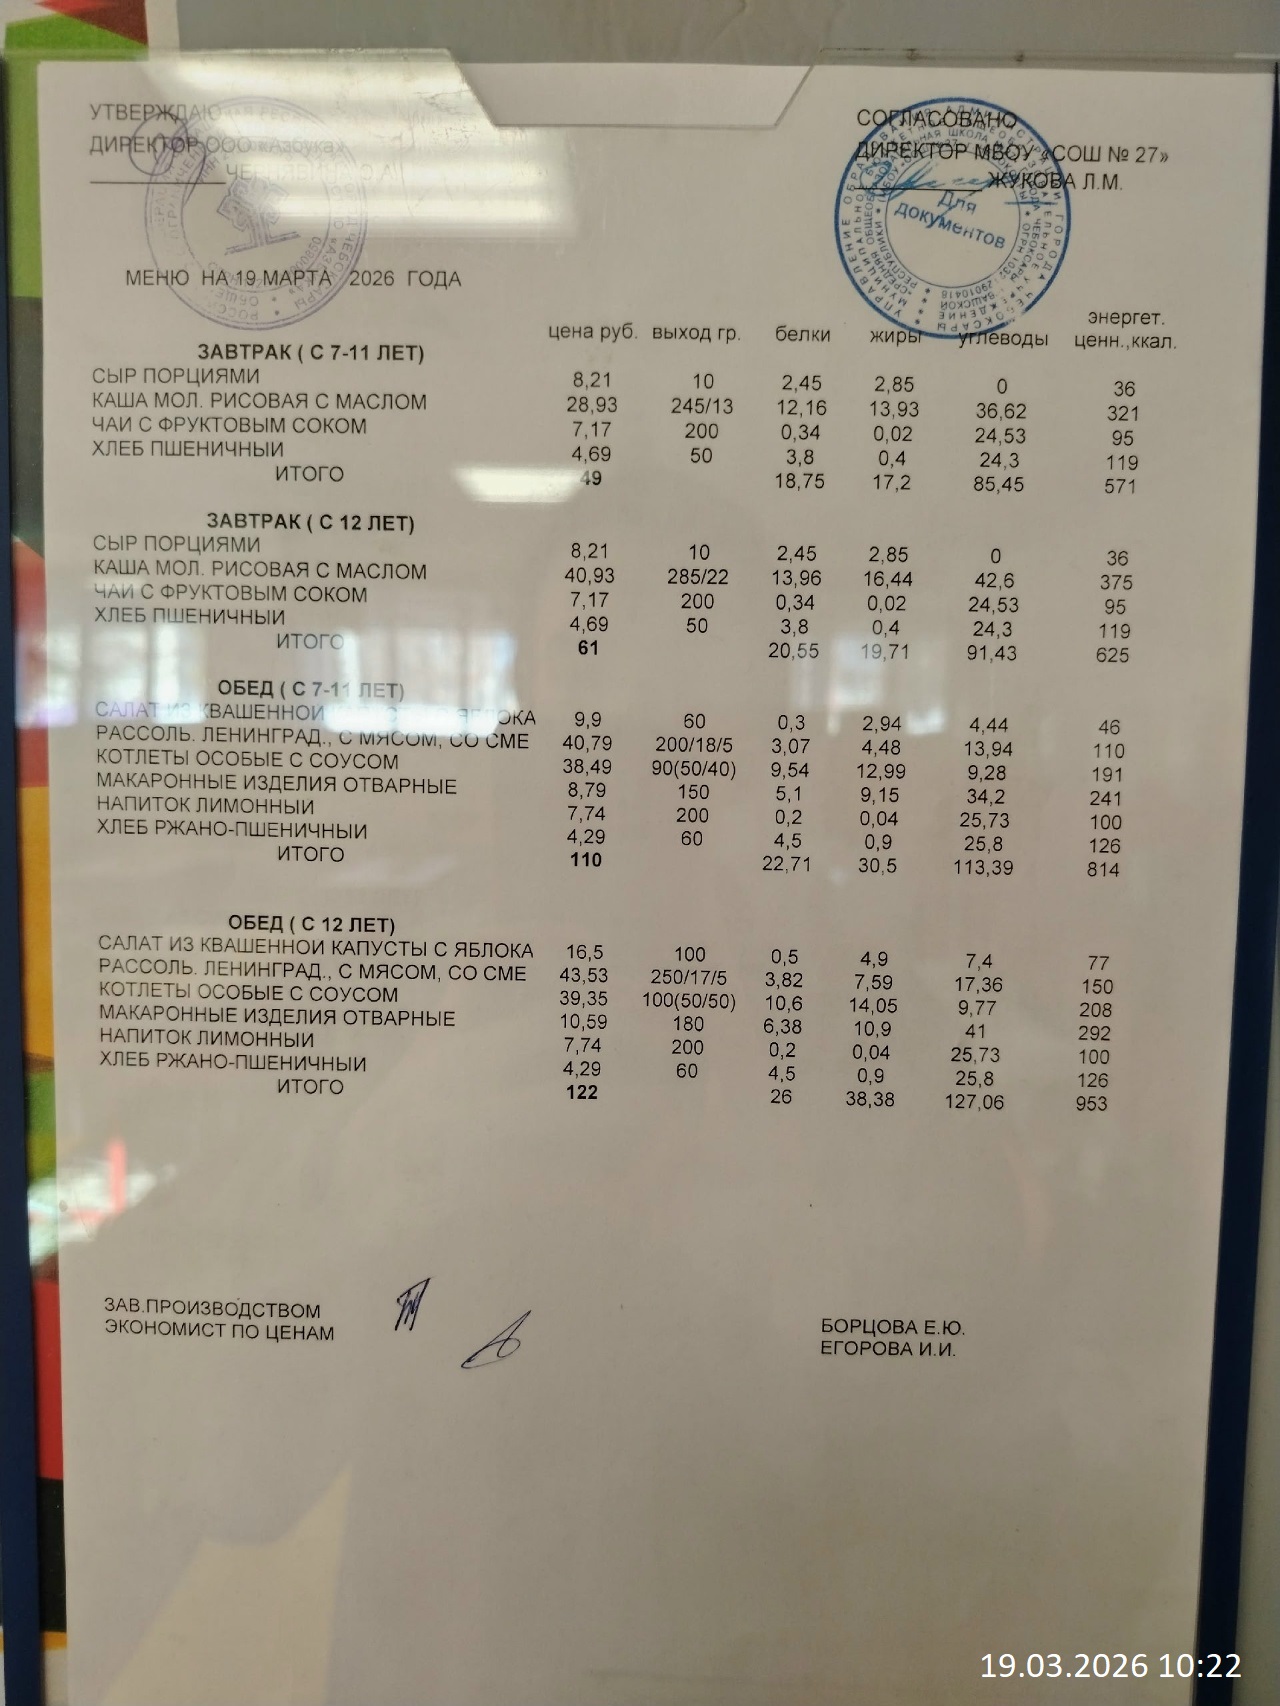 УТВЕРЖДАЮ
ДИРЕКТОР ООО «Азбука»
СОГЛАСОВАНО
ДИРЕКТОР МБОУ «СОШ № 27»
ЖУКОВА Л.М.
Для
документов
МЕНЮ НА 19 МАРТА 2026 ГОДА
цена руб. выход гр. белки жиры углеводы энергет. ценн.,ккал.
ЗАВТРАК ( С 7-11 ЛЕТ)
СЫР ПОРЦИЯМИ 8,21 10 2,45 2,85 0 36
КАША МОЛ. РИСОВАЯ С МАСЛОМ 28,93 245/13 12,16 13,93 36,62 321
ЧАЙ С ФРУКТОВЫМ СОКОМ 7,17 200 0,34 0,02 24,53 95
ХЛЕБ ПШЕНИЧНЫЙ 4,69 50 3,8 0,4 24,3 119
ИТОГО 49 18,75 17,2 85,45 571
ЗАВТРАК ( С 12 ЛЕТ)
СЫР ПОРЦИЯМИ 8,21 10 2,45 2,85 0 36
КАША МОЛ. РИСОВАЯ С МАСЛОМ 40,93 285/22 13,96 16,44 42,6 375
ЧАЙ С ФРУКТОВЫМ СОКОМ 7,17 200 0,34 0,02 24,53 95
ХЛЕБ ПШЕНИЧНЫЙ 4,69 50 3,8 0,4 24,3 119
ИТОГО 61 20,55 19,71 91,43 625
ОБЕД ( С 7-11 ЛЕТ)
САЛАТ ИЗ КВАШЕННОЙ КАПУСТЫ С ЯБЛОКА 9,9 60 0,3 2,94 4,44 46
РАССОЛЬ. ЛЕНИНГРАД., С МЯСОМ, СО СМЕ 40,79 200/18/5 3,07 4,48 13,94 110
КОТЛЕТЫ ОСОБЫЕ С СОУСОМ 38,49 90(50/40) 9,54 12,99 9,28 191
МАКАРОННЫЕ ИЗДЕЛИЯ ОТВАРНЫЕ 8,79 150 5,1 9,15 34,2 241
НАПИТОК ЛИМОННЫЙ 7,74 200 0,2 0,04 25,73 100
ХЛЕБ РЖАНО-ПШЕНИЧНЫЙ 4,29 60 4,5 0,9 25,8 126
ИТОГО 110 22,71 30,5 113,39 814
ОБЕД ( С 12 ЛЕТ)
САЛАТ ИЗ КВАШЕННОЙ КАПУСТЫ С ЯБЛОКА 16,5 100 0,5 4,9 7,4 77
РАССОЛЬ. ЛЕНИНГРАД., С МЯСОМ, СО СМЕ 43,53 250/17/5 3,82 7,59 17,36 150
КОТЛЕТЫ ОСОБЫЕ С СОУСОМ 39,35 100(50/50) 10,6 14,05 9,77 208
МАКАРОННЫЕ ИЗДЕЛИЯ ОТВАРНЫЕ 10,59 180 6,38 10,9 41 292
НАПИТОК ЛИМОННЫЙ 7,74 200 0,2 0,04 25,73 100
ХЛЕБ РЖАНО-ПШЕНИЧНЫЙ 4,29 60 4,5 0,9 25,8 126
ИТОГО 122 26 38,38 127,06 953
ЗАВ.ПРОИЗВОДСТВОМ БОРЦОВА Е.Ю.
ЭКОНОМИСТ ПО ЦЕНАМ ЕГОРОВА И.И.
19.03.2026 10:22